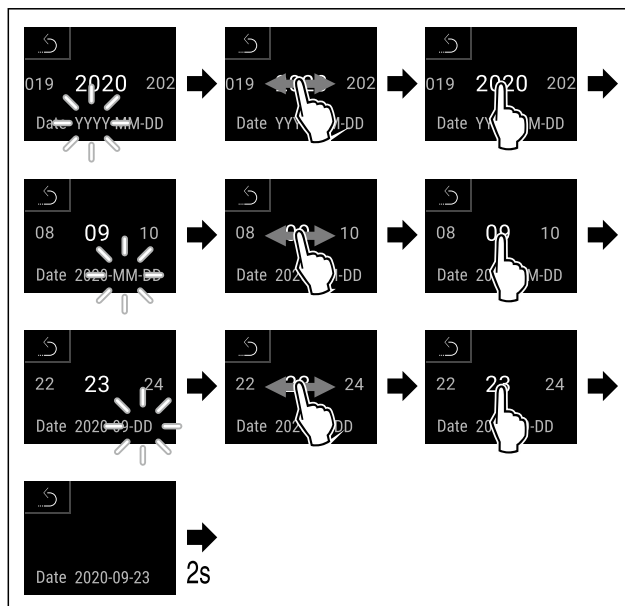 019 2020 202
Date YYYY-MM-DD
019 202
Date YY M-DD
019 2020 202
Date YY M-DD
08 09 10
Date 2020-MM-DD
08 09 10
Date 202 -DD
08 09 10
Date 20 M-DD
22 23 24
Date 2020-09-DD
22 23 24
Date 202 DD
22 23 24
Date 20 -DD
Date 2020-09-23
2s